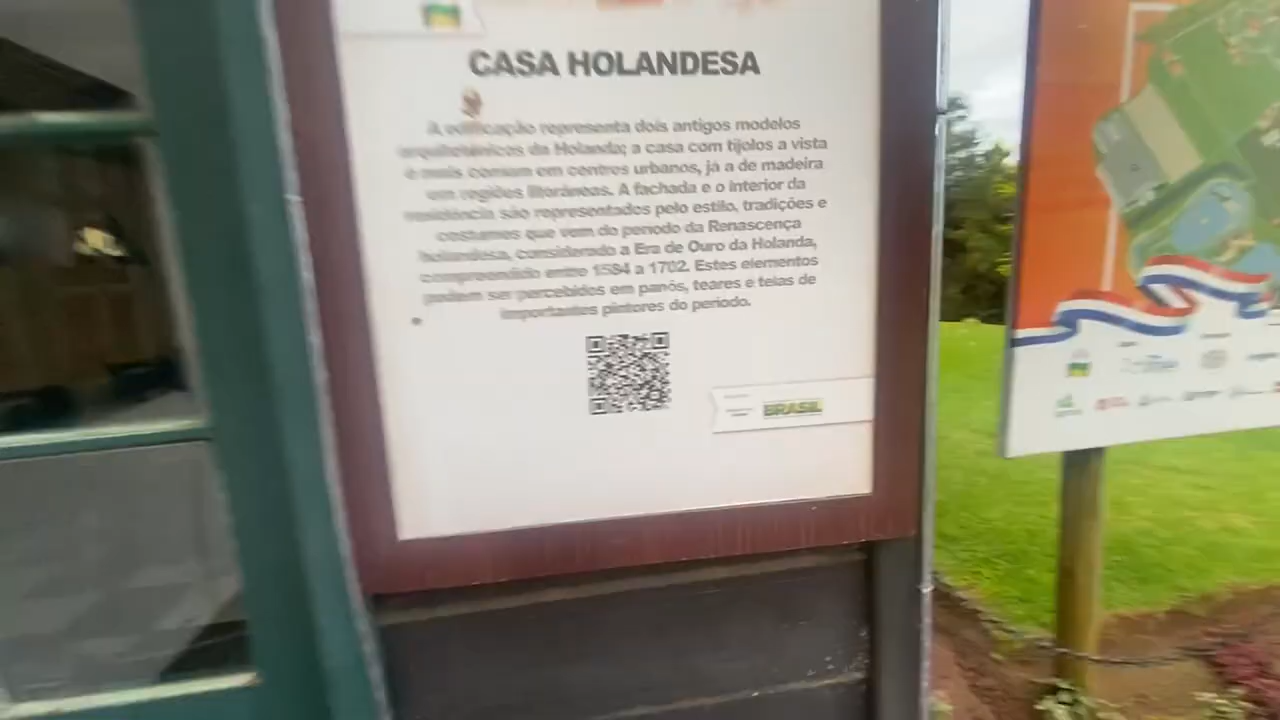 CASA HOLANDESA
A edificação representa dois antigos modelos
arquitetônicos da Holanda; a casa com tijolos a vista
é mais comum em centros urbanos, já a de madeira
em regiões litorâneas. A fachada e o interior da
residência são representados pelo estilo, tradições e
costumes que vem do período da Renascença
holandesa, considerado a Era de Ouro da Holanda,
compreendido entre 1584 a 1702. Estes elementos
podem ser percebidos em panôs, teares e telas de
importantes pintores do período.
BRASIL